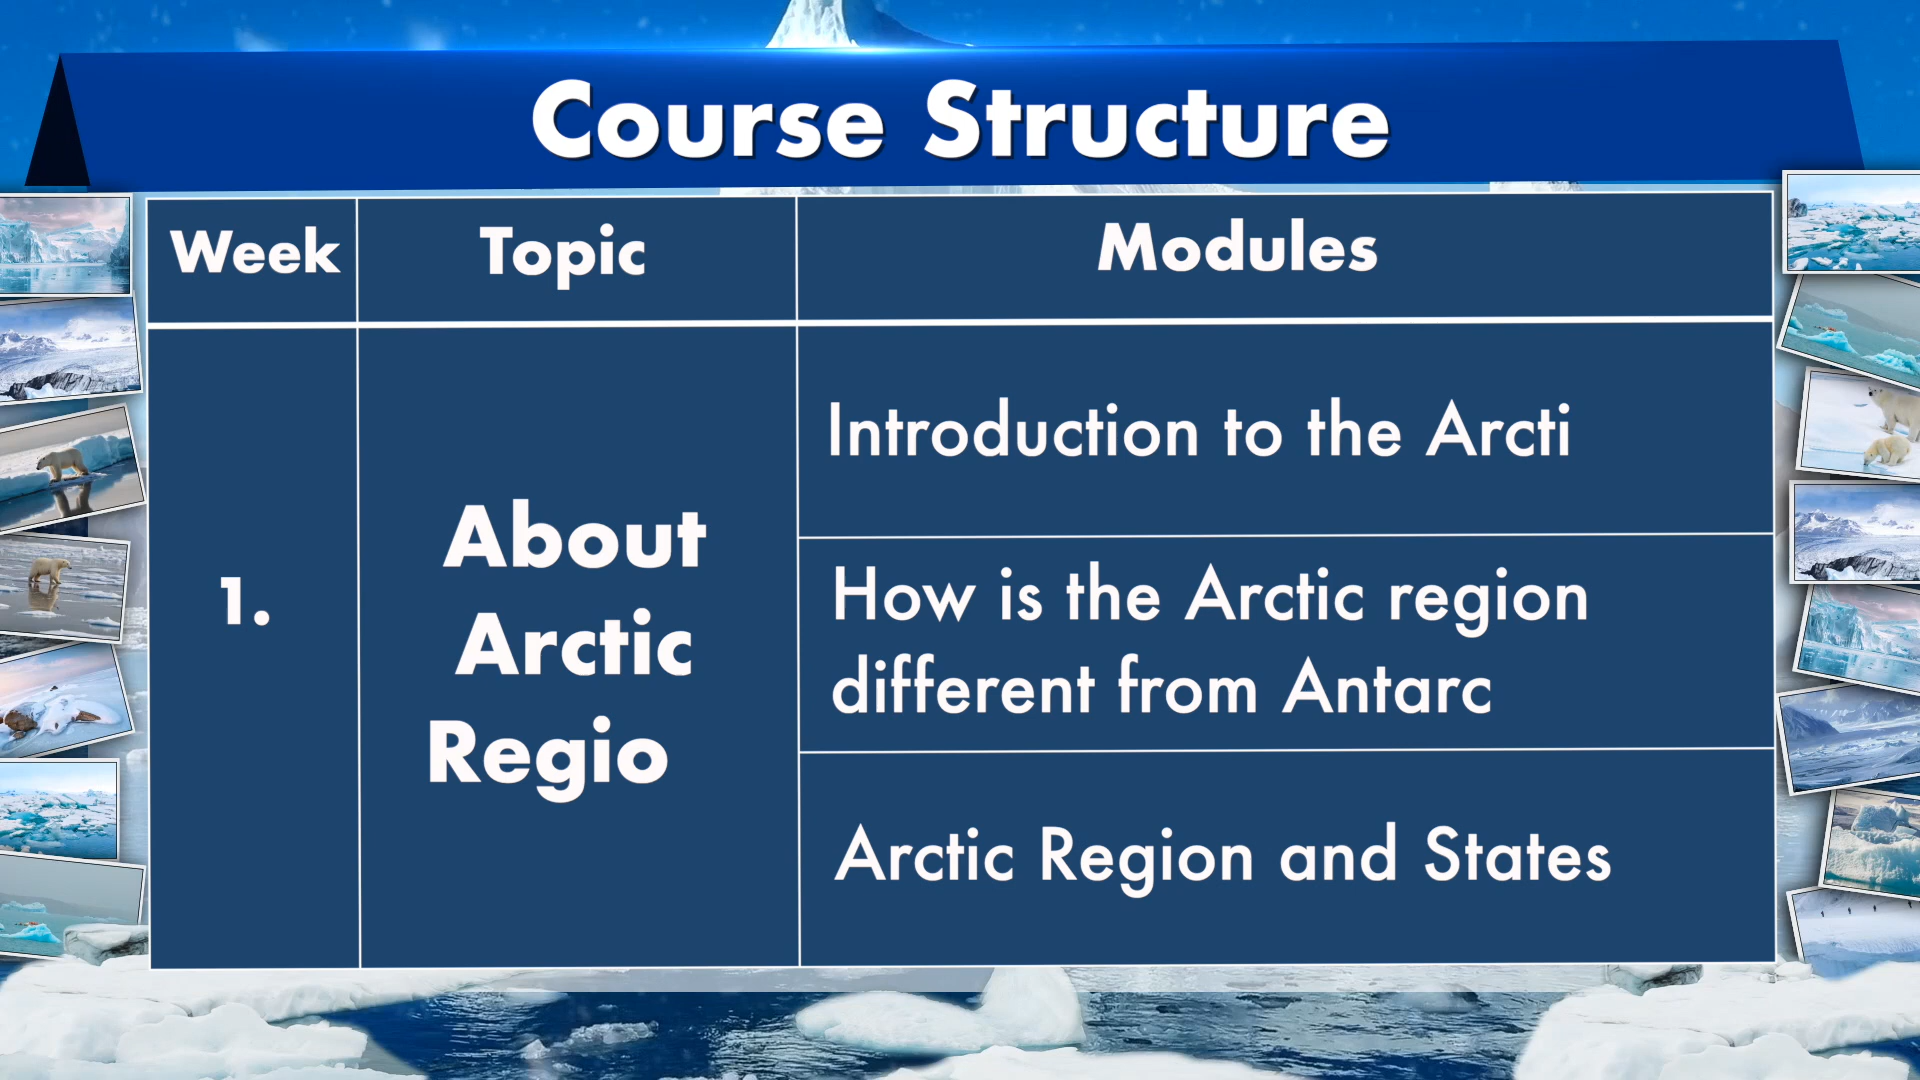 Course Structure
Week
Topic
Modules
1.
About
Arctic
Regio
Introduction to the Arcti
How is the Arctic region
different from Antarc
Arctic Region and States